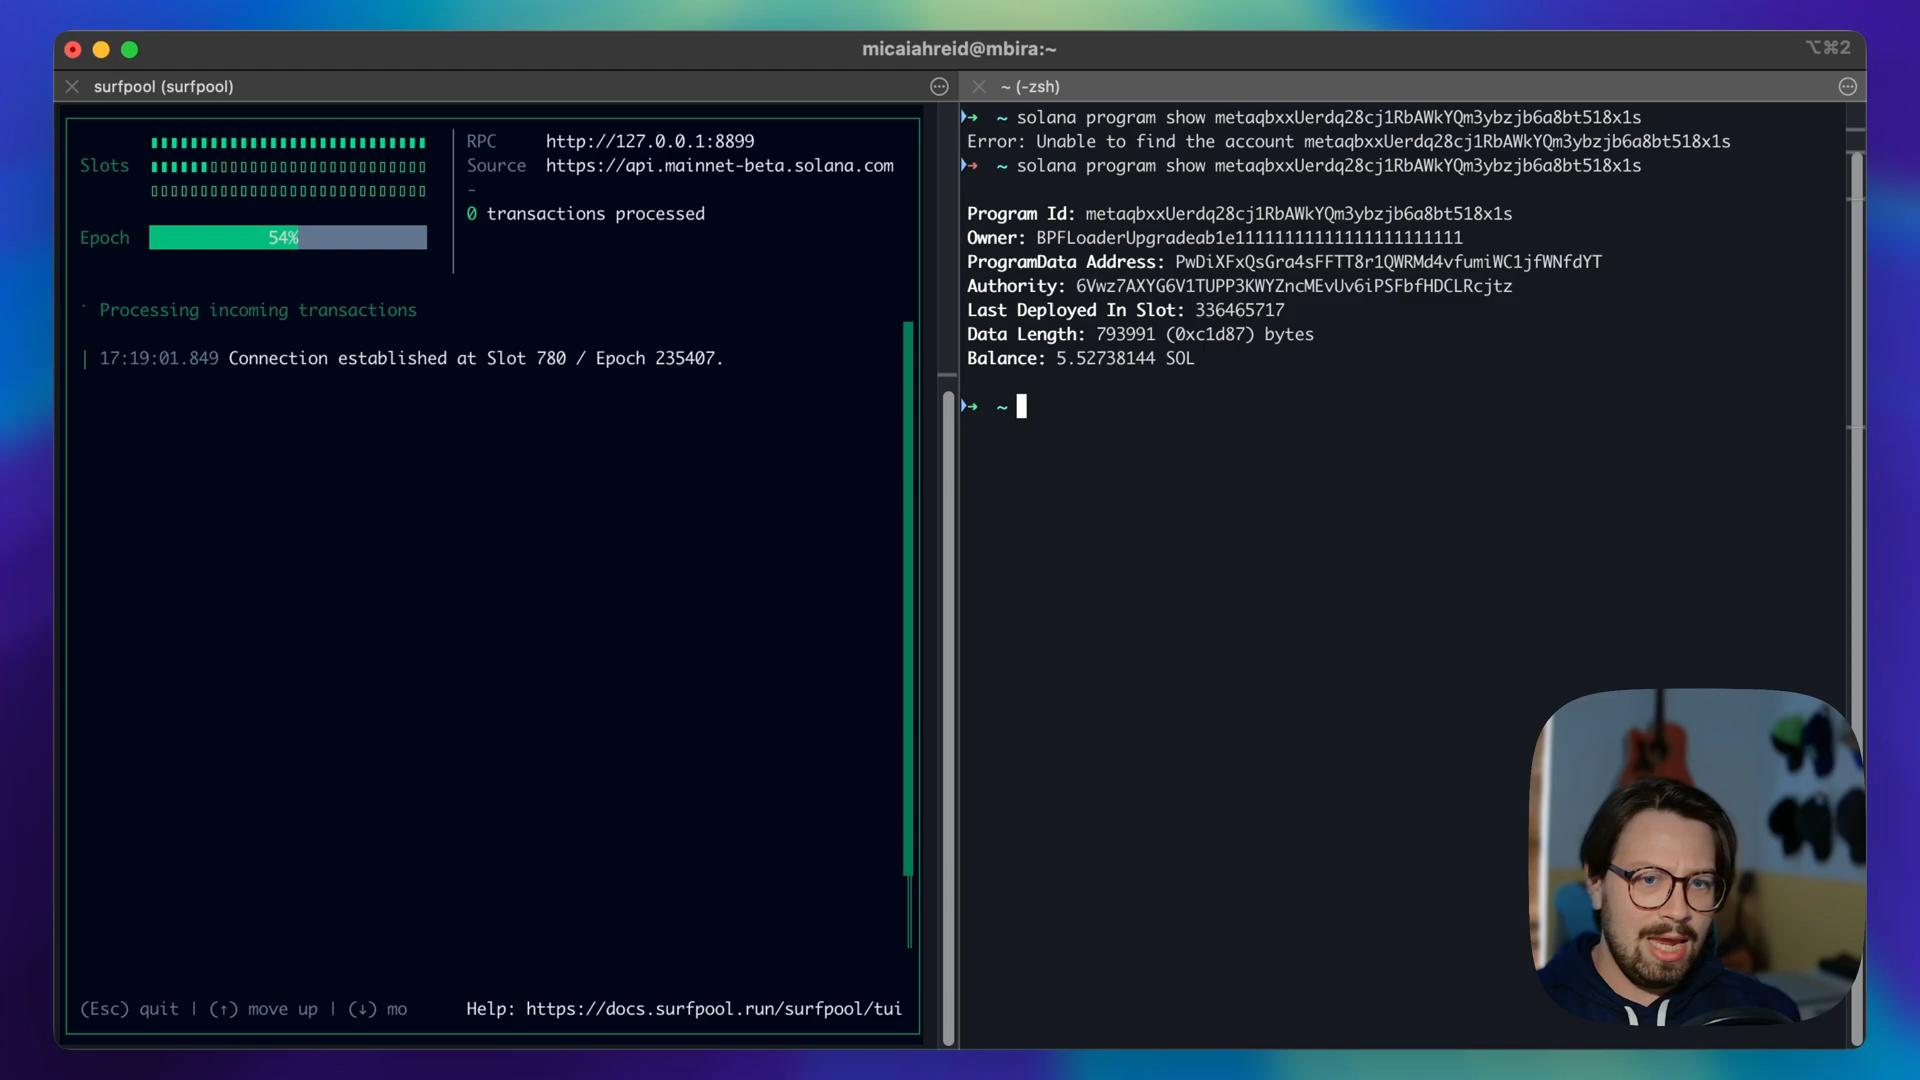 micaiahreid@mbira:~
⌥⌘2
surfpool (surfpool)
~ (-zsh)
Slots
Epoch 54%
RPC http://127.0.0.1:8899
Source https://api.mainnet-beta.solana.com
-
0 transactions processed
Processing incoming transactions
| 17:19:01.849 Connection established at Slot 780 / Epoch 235407.
(Esc) quit | (↑) move up | (↓) mo
Help: https://docs.surfpool.run/surfpool/tui
➜ ~ solana program show metaqbxxUerdq28cj1RbAWkYQm3ybzjb6a8bt518x1s
Error: Unable to find the account metaqbxxUerdq28cj1RbAWkYQm3ybzjb6a8bt518x1s
➜ ~ solana program show metaqbxxUerdq28cj1RbAWkYQm3ybzjb6a8bt518x1s
Program Id: metaqbxxUerdq28cj1RbAWkYQm3ybzjb6a8bt518x1s
Owner: BPFLoaderUpgradeab1e11111111111111111111111
ProgramData Address: PwDiXFxQsGra4sFFTT8r1QWRMd4vfumiWC1jfWNfdYT
Authority: 6Vwz7AXYG6V1TUPP3KWYZncMEvUv6iPSFbfHDCLRcjtz
Last Deployed In Slot: 336465717
Data Length: 793991 (0xc1d87) bytes
Balance: 5.52738144 SOL
➜ ~